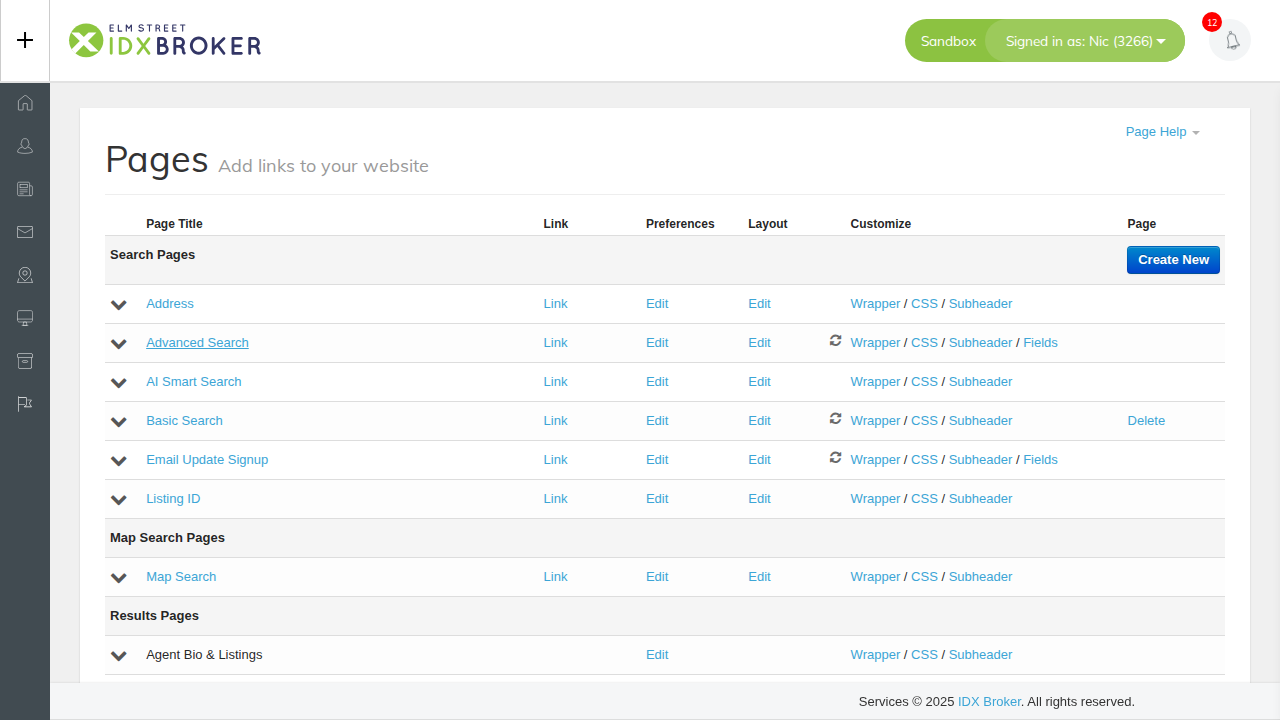 ELM STREET
IDXBROKER
Sandbox
Signed in as: Nic (3266)
12
Page Help
Pages Add links to your website
Page Title Link Preferences Layout Customize Page
Search Pages Create New
Address Link Edit Edit Wrapper / CSS / Subheader
Advanced Search Link Edit Edit Wrapper / CSS / Subheader / Fields
AI Smart Search Link Edit Edit Wrapper / CSS / Subheader
Basic Search Link Edit Edit Wrapper / CSS / Subheader Delete
Email Update Signup Link Edit Edit Wrapper / CSS / Subheader / Fields
Listing ID Link Edit Edit Wrapper / CSS / Subheader
Map Search Pages
Map Search Link Edit Edit Wrapper / CSS / Subheader
Results Pages
Agent Bio & Listings Edit Wrapper / CSS / Subheader
Services © 2025 IDX Broker. All rights reserved.